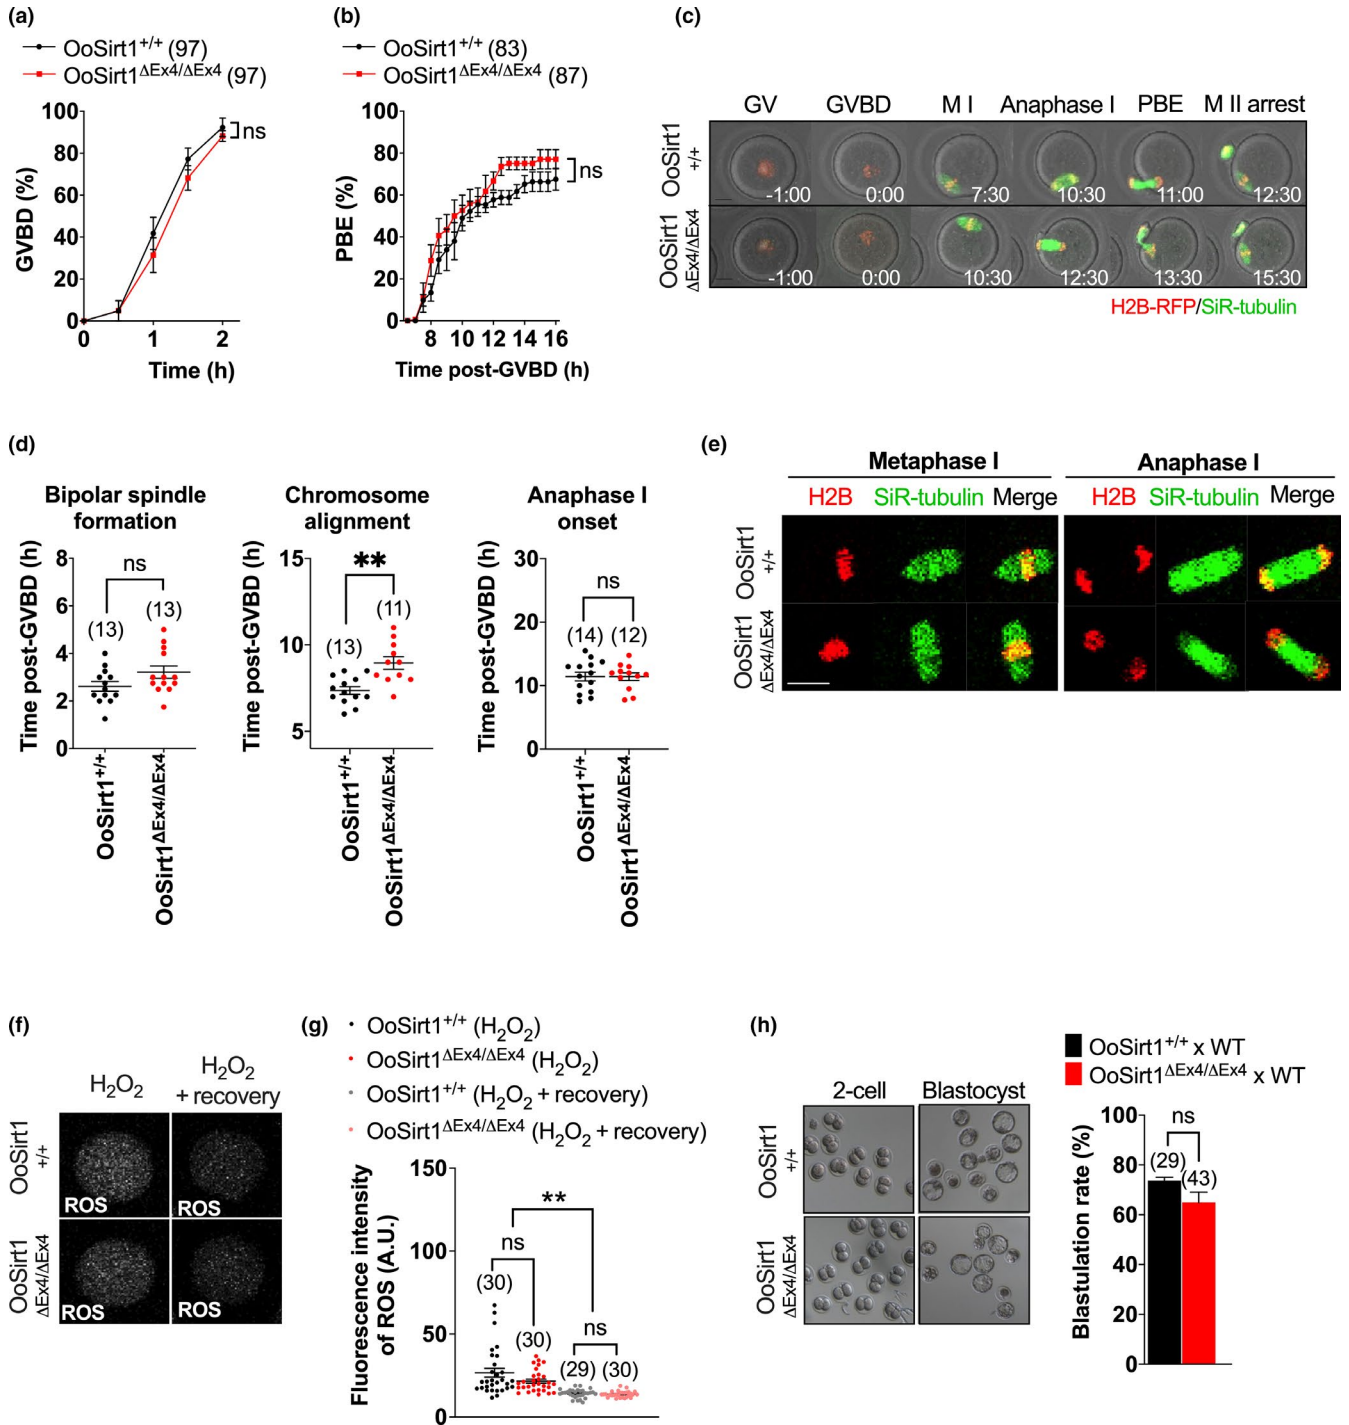 (a)
OoSirt1+/+ (97)
OoSirt1ΔEx4/ΔEx4 (97)
100
80
60
40
20
0
GVBD (%)
ns
0 1 2
Time (h)
(b)
OoSirt1+/+ (83)
OoSirt1ΔEx4/ΔEx4 (87)
100
80
60
40
20
0
PBE (%)
ns
8 10 12 14 16
Time post-GVBD (h)
(c)
GV GVBD M I Anaphase I PBE M II arrest
OoSirt1
+/+
-1:00 0:00 7:30 10:30 11:00 12:30
OoSirt1
ΔEx4/ΔEx4
-1:00 0:00 10:30 12:30 13:30 15:30
H2B-RFP/SiR-tubulin
(d)
Bipolar spindle
formation
Time post-GVBD (h)
8
6
4
2
0
ns
(13)
(13)
OoSirt1+/+
OoSirt1ΔEx4/ΔEx4
Chromosome
alignment
Time post-GVBD (h)
15
10
5
**
(13)
(11)
OoSirt1+/+
OoSirt1ΔEx4/ΔEx4
Anaphase I
onset
Time post-GVBD (h)
30
20
10
0
ns
(14) (12)
OoSirt1+/+
OoSirt1ΔEx4/ΔEx4
(e)
Metaphase I Anaphase I
H2B SiR-tubulin Merge H2B SiR-tubulin Merge
OoSirt1
+/+
OoSirt1
ΔEx4/ΔEx4
(f)
H2O2
H2O2
+ recovery
OoSirt1
+/+
ROS ROS
OoSirt1
ΔEx4/ΔEx4
ROS ROS
(g)
OoSirt1+/+ (H2O2)
OoSirt1ΔEx4/ΔEx4 (H2O2)
OoSirt1+/+ (H2O2 + recovery)
OoSirt1ΔEx4/ΔEx4 (H2O2 + recovery)
Fluorescence intensity
of ROS (A.U.)
150
100
50
0
**
ns
(30)
(30)
ns
(29) (30)
(h)
2-cell Blastocyst
OoSirt1
+/+
OoSirt1
ΔEx4/ΔEx4
OoSirt1+/+ x WT
OoSirt1ΔEx4/ΔEx4 x WT
Blastulation rate (%)
100
80
60
40
20
0
ns
(29)
(43)